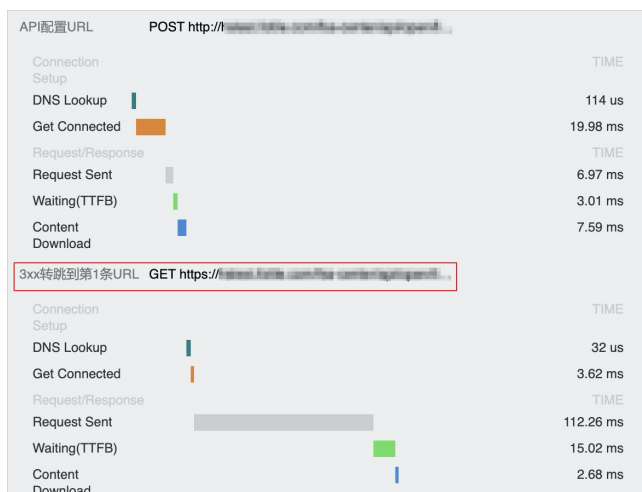 API配置URL POST http://
Connection
Setup
TIME
DNS Lookup 114 us
Get Connected 19.98 ms
Request/Response TIME
Request Sent 6.97 ms
Waiting(TTFB) 3.01 ms
Content
Download
7.59 ms
3xx转跳到第1条URL GET https://
Connection
Setup
TIME
DNS Lookup 32 us
Get Connected 3.62 ms
Request/Response TIME
Request Sent 112.26 ms
Waiting(TTFB) 15.02 ms
Content
Download
2.68 ms